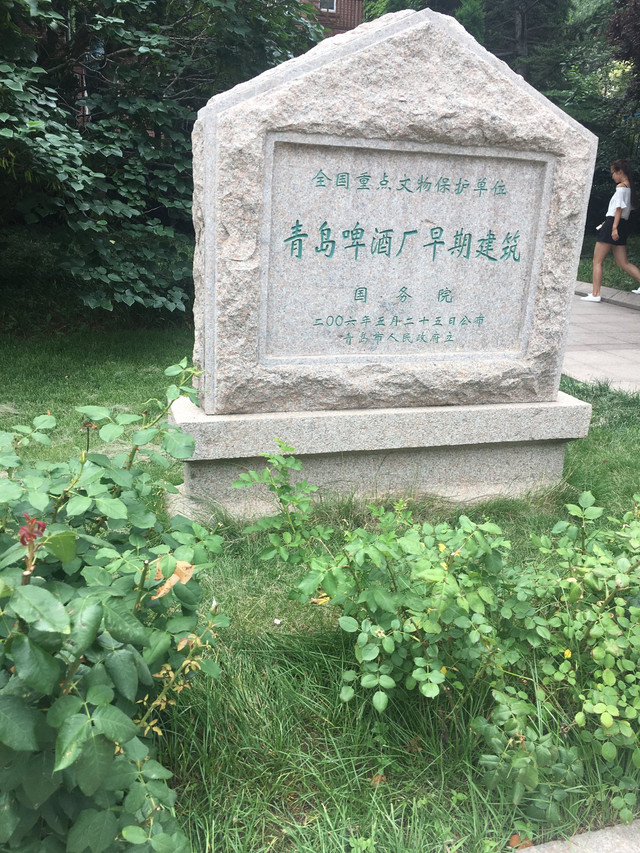 全国重点文物保护单位
青岛啤酒厂早期建筑
国务院
二〇〇六年五月二十五日公布
青岛市人民政府立